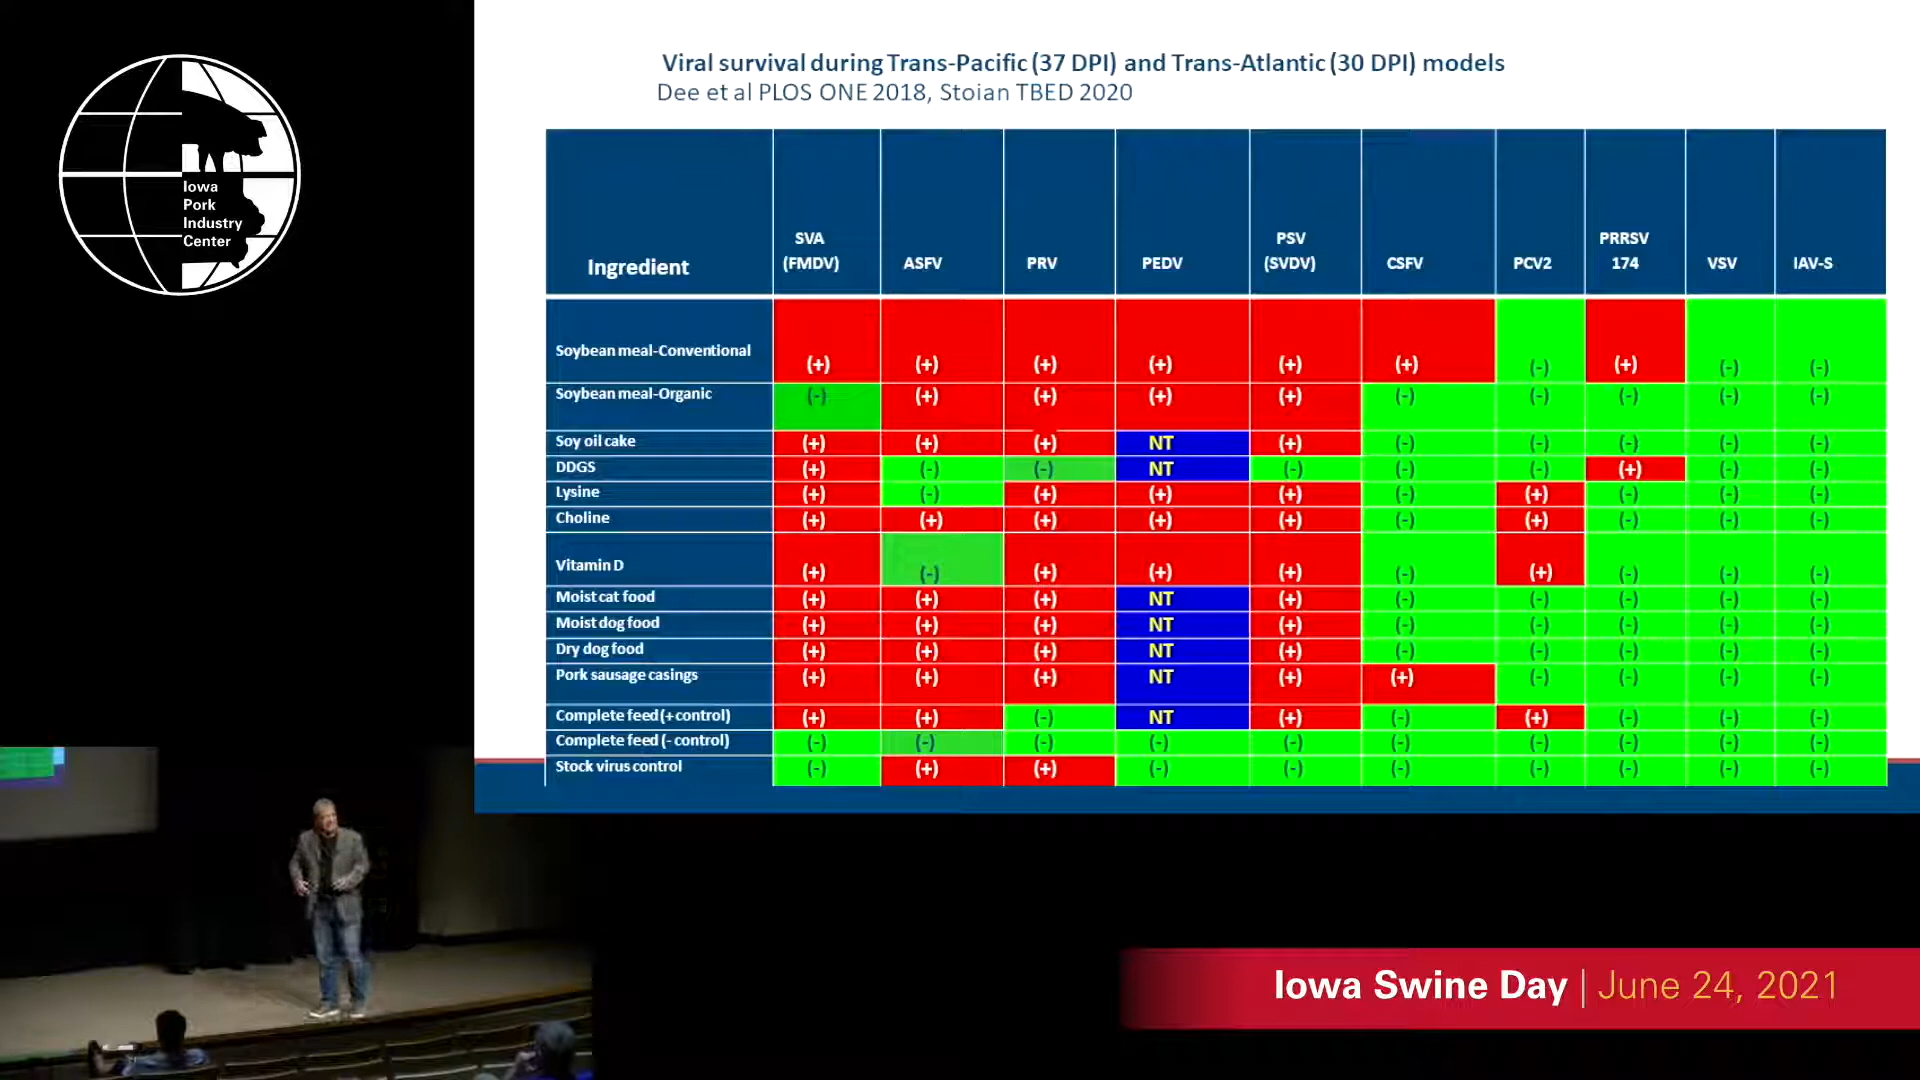 Iowa
Pork
Industry
Center
Viral survival during Trans-Pacific (37 DPI) and Trans-Atlantic (30 DPI) models
Dee et al PLOS ONE 2018, Stoian TBED 2020
Ingredient SVA (FMDV) ASFV PRV PEDV PSV (SVDV) CSFV PCV2 PRRSV 174 VSV IAV-S
Soybean meal-Conventional (+) (+) (+) (+) (+) (+) (-) (+) (-) (-)
Soybean meal-Organic (-) (+) (+) (+) (+) (-) (-) (-) (-) (-)
Soy oil cake (+) (+) (+) NT (+) (-) (-) (-) (-) (-)
DDGS (+) (-) (-) NT (-) (-) (-) (+) (-) (-)
Lysine (+) (-) (+) (+) (+) (-) (+) (-) (-) (-)
Choline (+) (+) (+) (+) (+) (-) (+) (-) (-) (-)
Vitamin D (+) (-) (+) (+) (+) (-) (+) (-) (-) (-)
Moist cat food (+) (+) (+) NT (+) (-) (-) (-) (-) (-)
Moist dog food (+) (+) (+) NT (+) (-) (-) (-) (-) (-)
Dry dog food (+) (+) (+) NT (+) (-) (-) (-) (-) (-)
Pork sausage casings (+) (+) (+) NT (+) (+) (-) (-) (-) (-)
Complete feed (+ control) (+) (+) (-) NT (+) (-) (+) (-) (-) (-)
Complete feed (- control) (-) (-) (-) (-) (-) (-) (-) (-) (-) (-)
Stock virus control (-) (+) (+) (-) (-) (-) (-) (-) (-) (-)
Iowa Swine Day | June 24, 2021